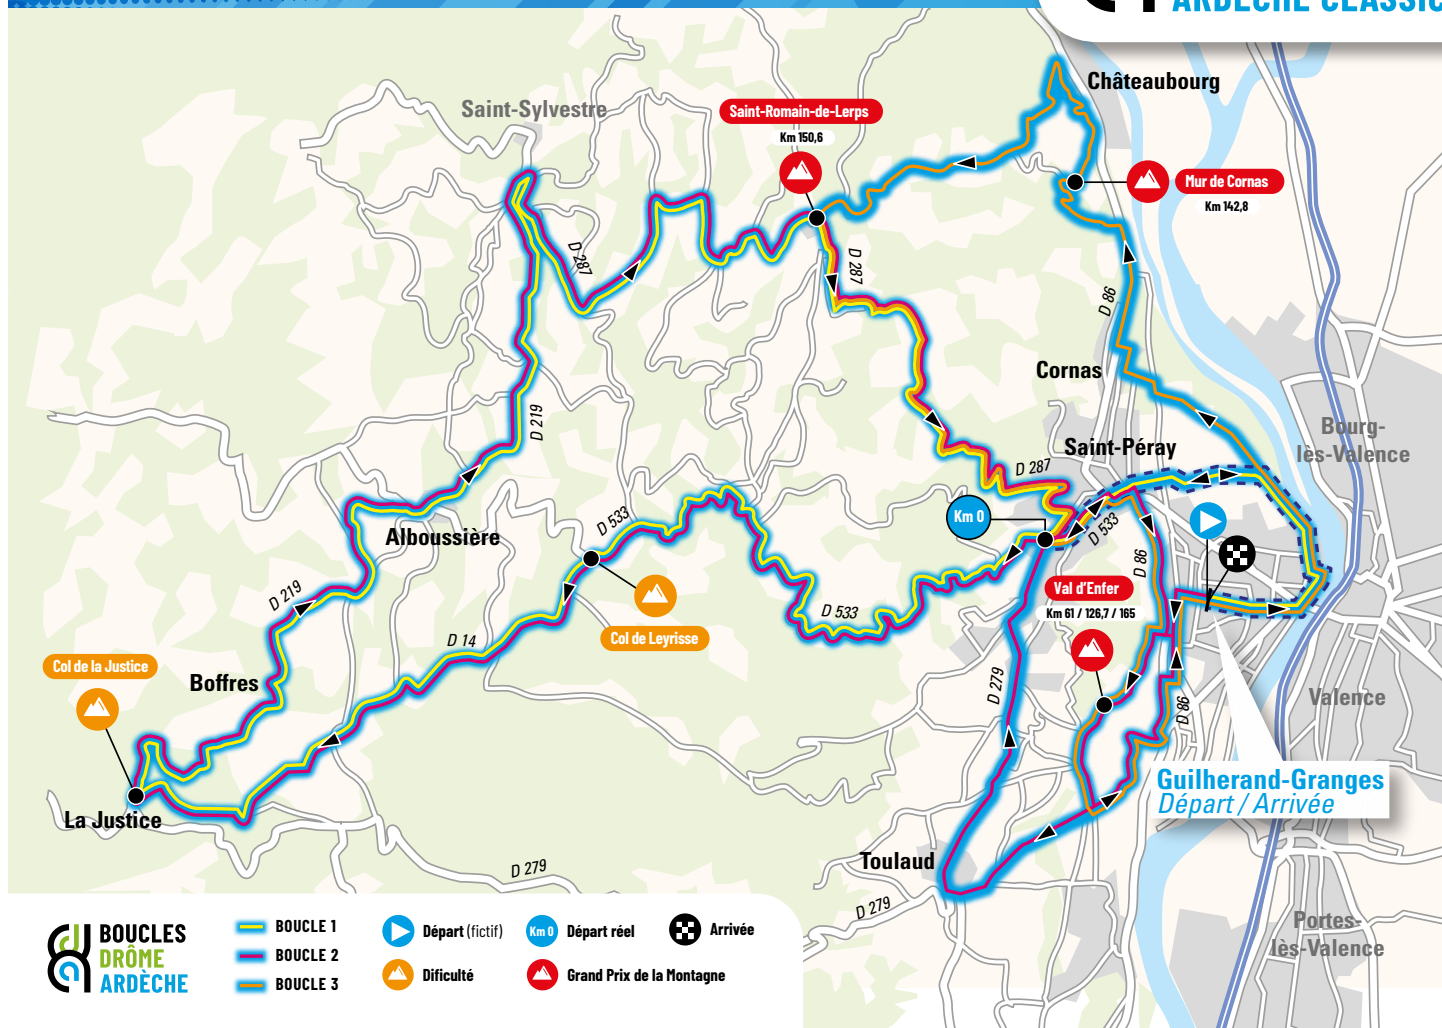 ARDÈCHE CLASSIC
Châteaubourg
Saint-Sylvestre
Saint-Romain-de-Lerps
Km 150,6
Mur de Cornas
Km 142,8
D 287
D 287
D 86
Cornas
D 219
Bourg-
lès-Valence
Saint-Péray
D 287
Km 0
D 533
Alboussière
D 533
D 86
Val d'Enfer
Km 61 / 126,7 / 165
D 219
D 533
Col de Leyrisse
D 14
Col de la Justice
Boffres
D 279
D 86
Valence
Guilherand-Granges
Départ / Arrivée
La Justice
Toulaud
D 279
D 279
Portes-
lès-Valence
BOUCLES
DRÔME
ARDÈCHE
BOUCLE 1
BOUCLE 2
BOUCLE 3
Départ (fictif)
Dificulté
Km 0
Départ réel
Grand Prix de la Montagne
Arrivée